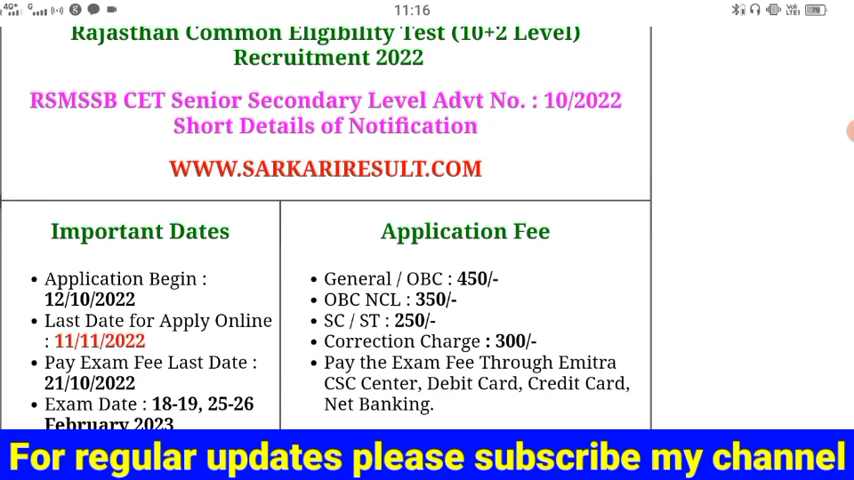 4G+ G 11:16 Vo) LTE1 79
Rajasthan Common Eligibility Test (10+2 Level)
Recruitment 2022
RSMSSB CET Senior Secondary Level Advt No. : 10/2022
Short Details of Notification
WWW.SARKARIRESULT.COM
Important Dates
• Application Begin :
12/10/2022
• Last Date for Apply Online
: 11/11/2022
• Pay Exam Fee Last Date :
21/10/2022
• Exam Date : 18-19, 25-26
February 2023
Application Fee
• General / OBC : 450/-
• OBC NCL : 350/-
• SC / ST : 250/-
• Correction Charge : 300/-
• Pay the Exam Fee Through Emitra
CSC Center, Debit Card, Credit Card,
Net Banking.
For regular updates please subscribe my channel